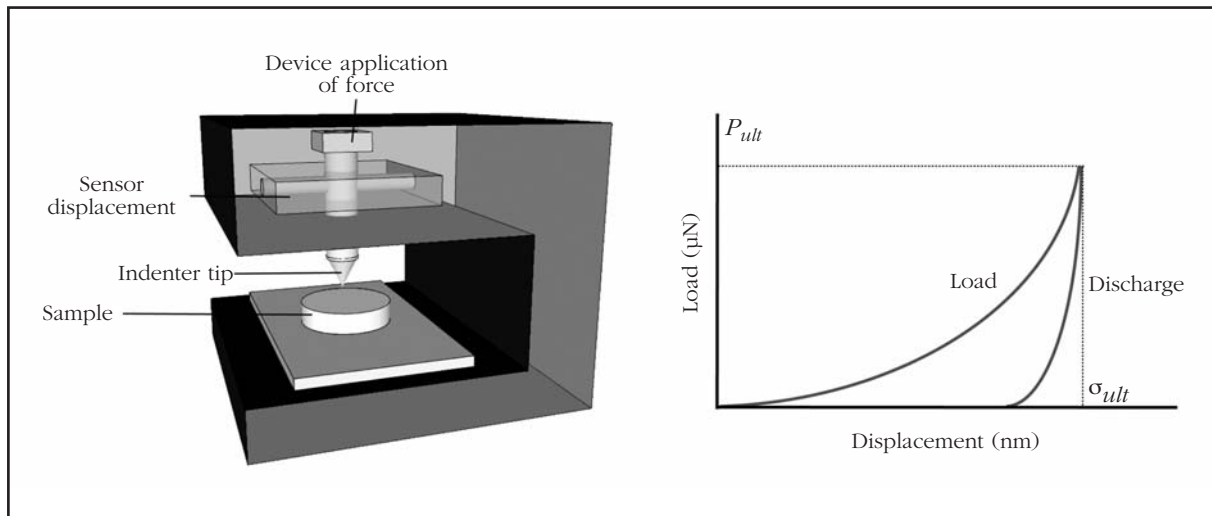 Device application
of force
Sensor
displacement
Indenter tip
Sample
P_ult
Load (µN)
Load
Discharge
σ_ult
Displacement (nm)